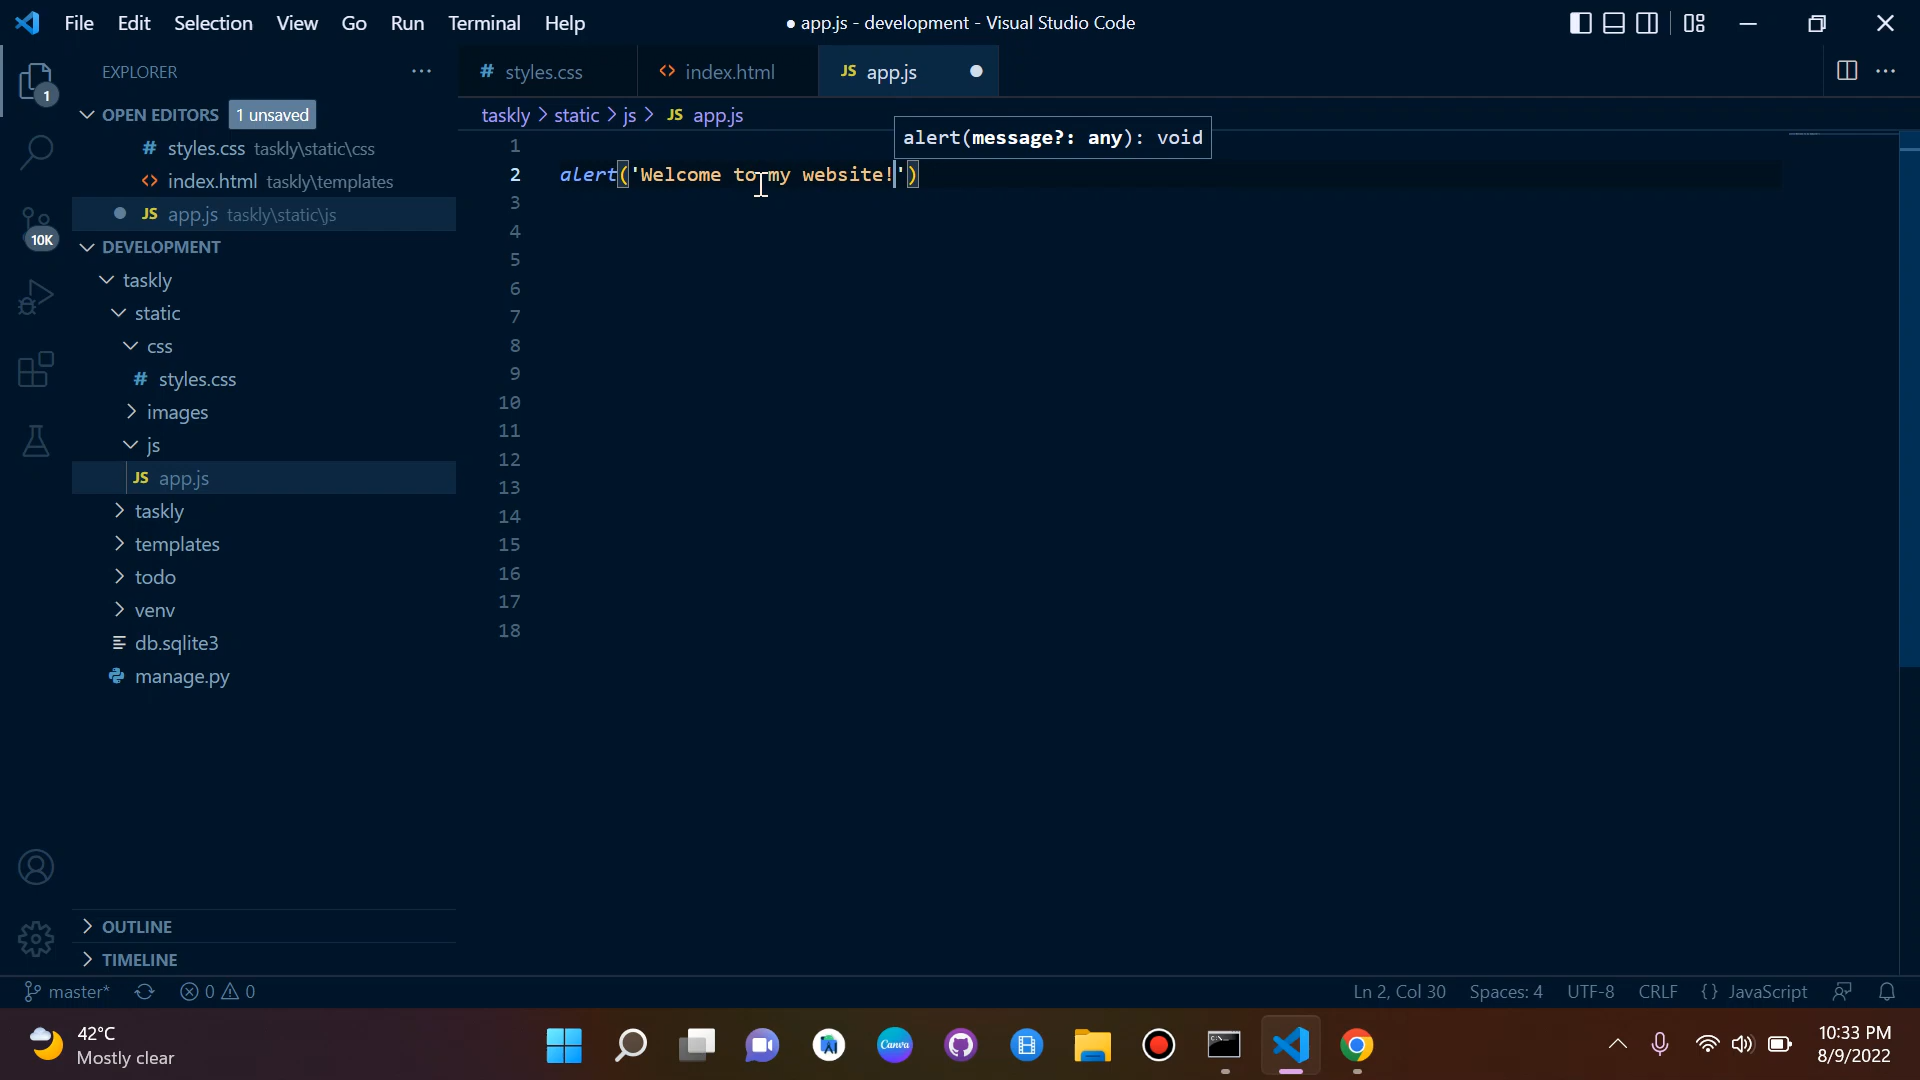 File Edit Selection View Go Run Terminal Help
● app.js - development - Visual Studio Code
EXPLORER
1
OPEN EDITORS 1 unsaved
# styles.css taskly\static\css
<> index.html taskly\templates
● JS app.js taskly\static\js
10K
DEVELOPMENT
taskly
static
css
# styles.css
images
js
JS app.js
taskly
templates
todo
venv
db.sqlite3
manage.py
OUTLINE
TIMELINE
# styles.css
<> index.html
JS app.js ●
taskly > static > js > JS app.js
alert(message?: any): void
1
2 alert('Welcome to my website!')
3
4
5
6
7
8
9
10
11
12
13
14
15
16
17
18
master* 0 0
Ln 2, Col 30 Spaces: 4 UTF-8 CRLF {} JavaScript
42°C
Mostly clear
Canva
10:33 PM
8/9/2022